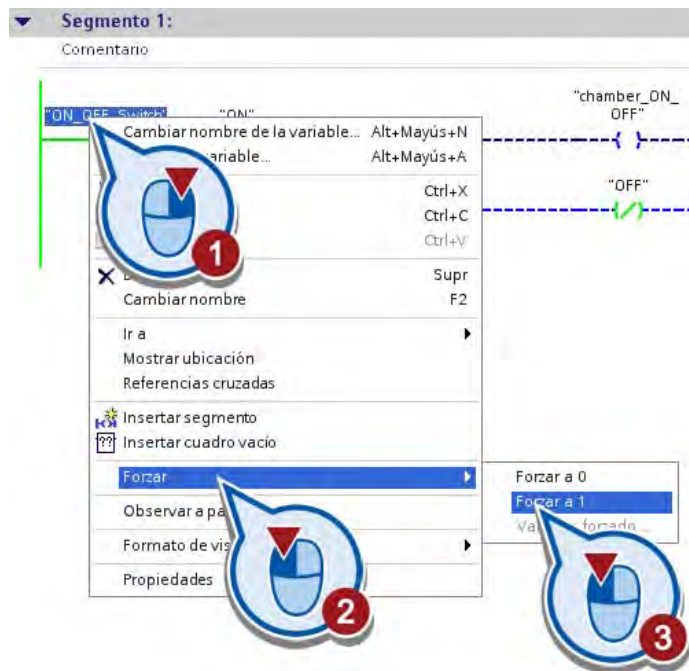 Segmento 1:
Comentario
"chamber_ON_
OFF"
"ON_OFF_Switch" "ON"
Cambiar nombre de la variable... Alt+Mayús+N
variable... Alt+Mayús+A
"OFF"
Ctrl+X
Ctrl+C
Ctrl+V
1
Supr
Cambiar nombre F2
Ir a
Mostrar ubicación
Referencias cruzadas
Insertar segmento
?? Insertar cuadro vacío
Forzar
Forzar a 0
Forzar a 1
forzado...
Observar a pa
Formato de vis
Propiedades
2
3